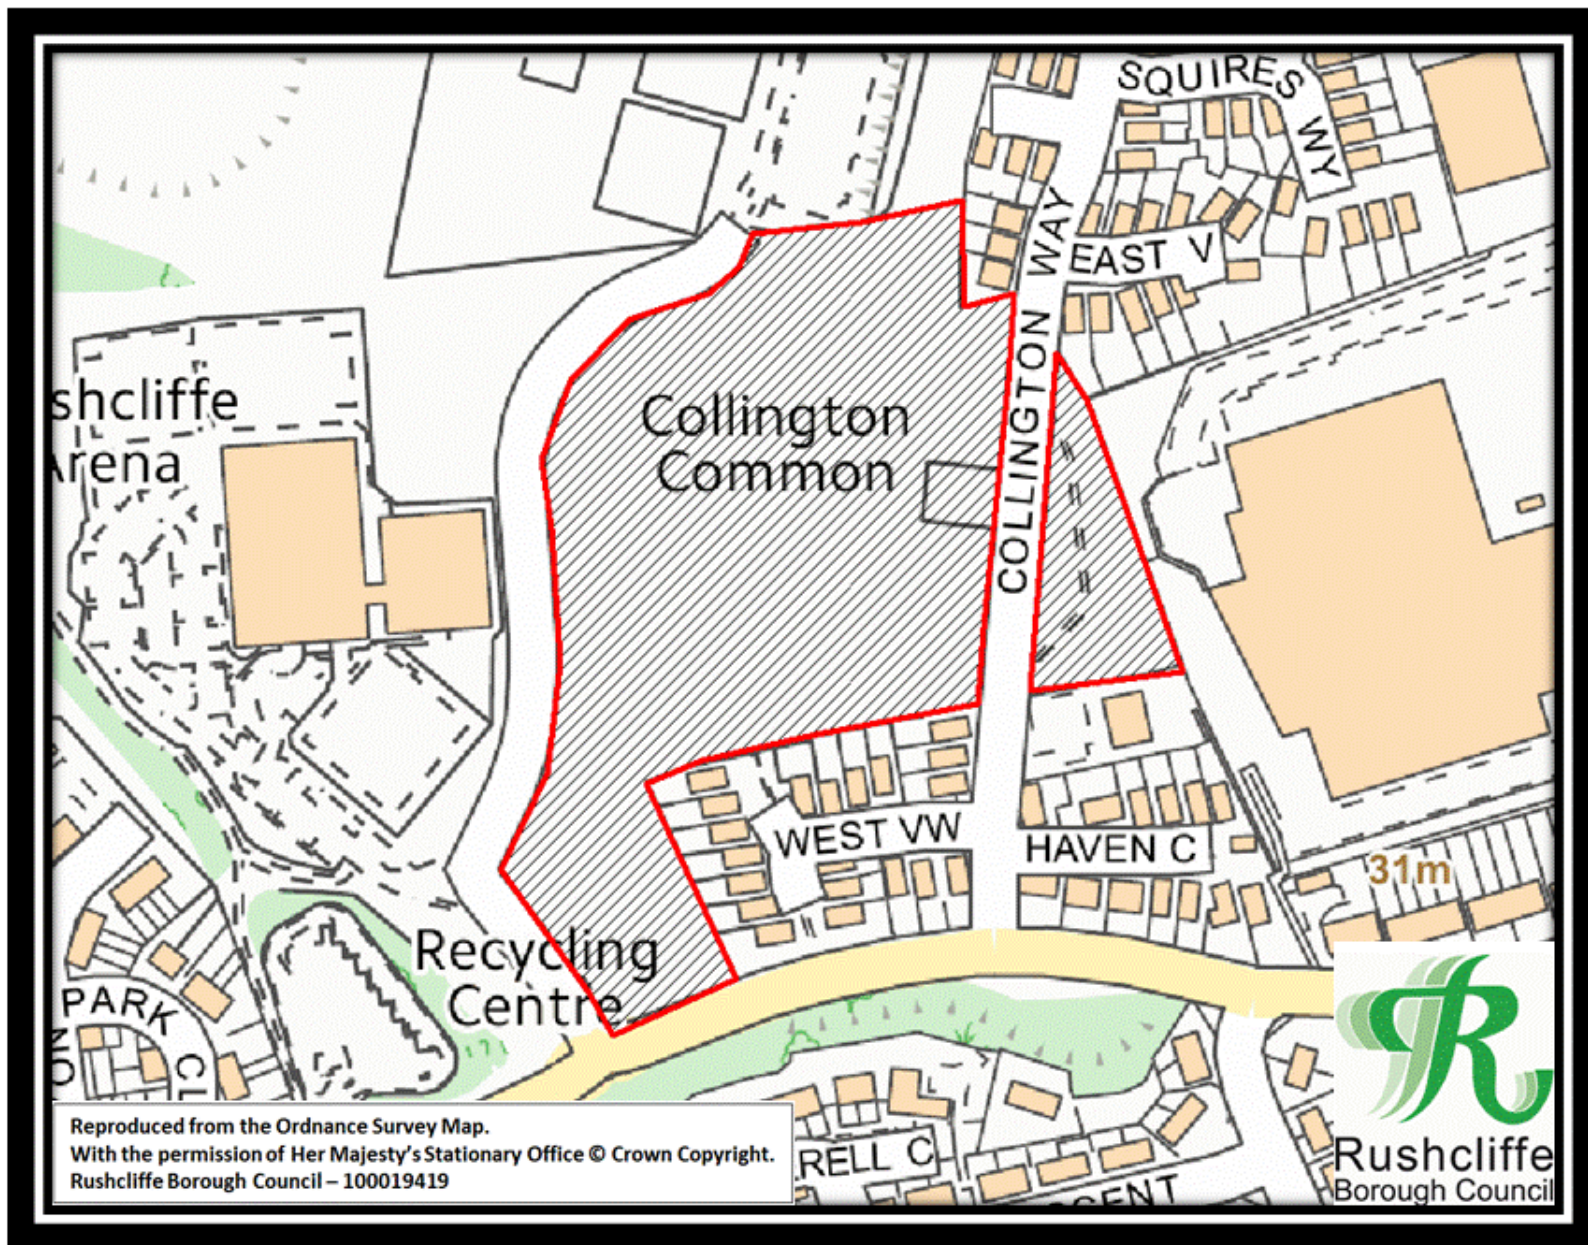 SQUIRES WY
EAST V
COLLINGTON WAY
shcliffe
Arena
Collington
Common
WEST VW
HAVEN C
31m
Recycling
Centre
PARK CL
RELL C
Reproduced from the Ordnance Survey Map.
With the permission of Her Majesty's Stationary Office © Crown Copyright.
Rushcliffe Borough Council – 100019419
R
Rushcliffe
Borough Council